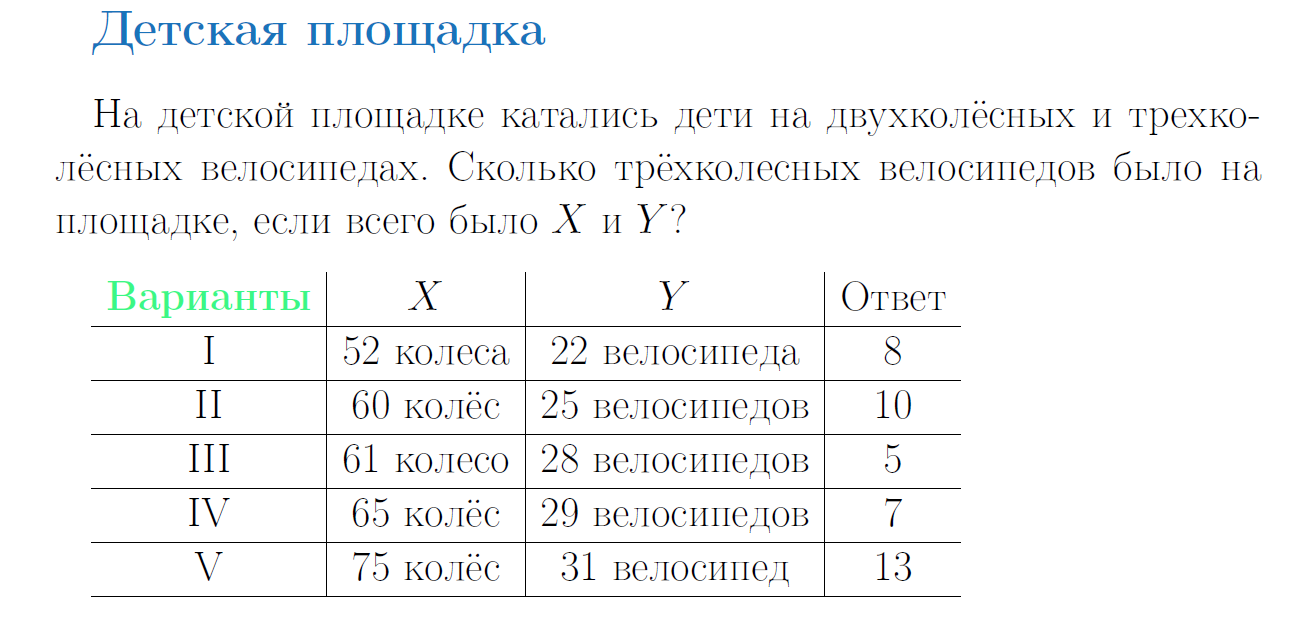 Детская площадка
На детской площадке катались дети на двухколёсных и трехко-
лёсных велосипедах. Сколько трёхколесных велосипедов было на
площадке, если всего было X и Y?
Варианты X Y Ответ
I 52 колеса 22 велосипеда 8
II 60 колёс 25 велосипедов 10
III 61 колесо 28 велосипедов 5
IV 65 колёс 29 велосипедов 7
V 75 колёс 31 велосипед 13